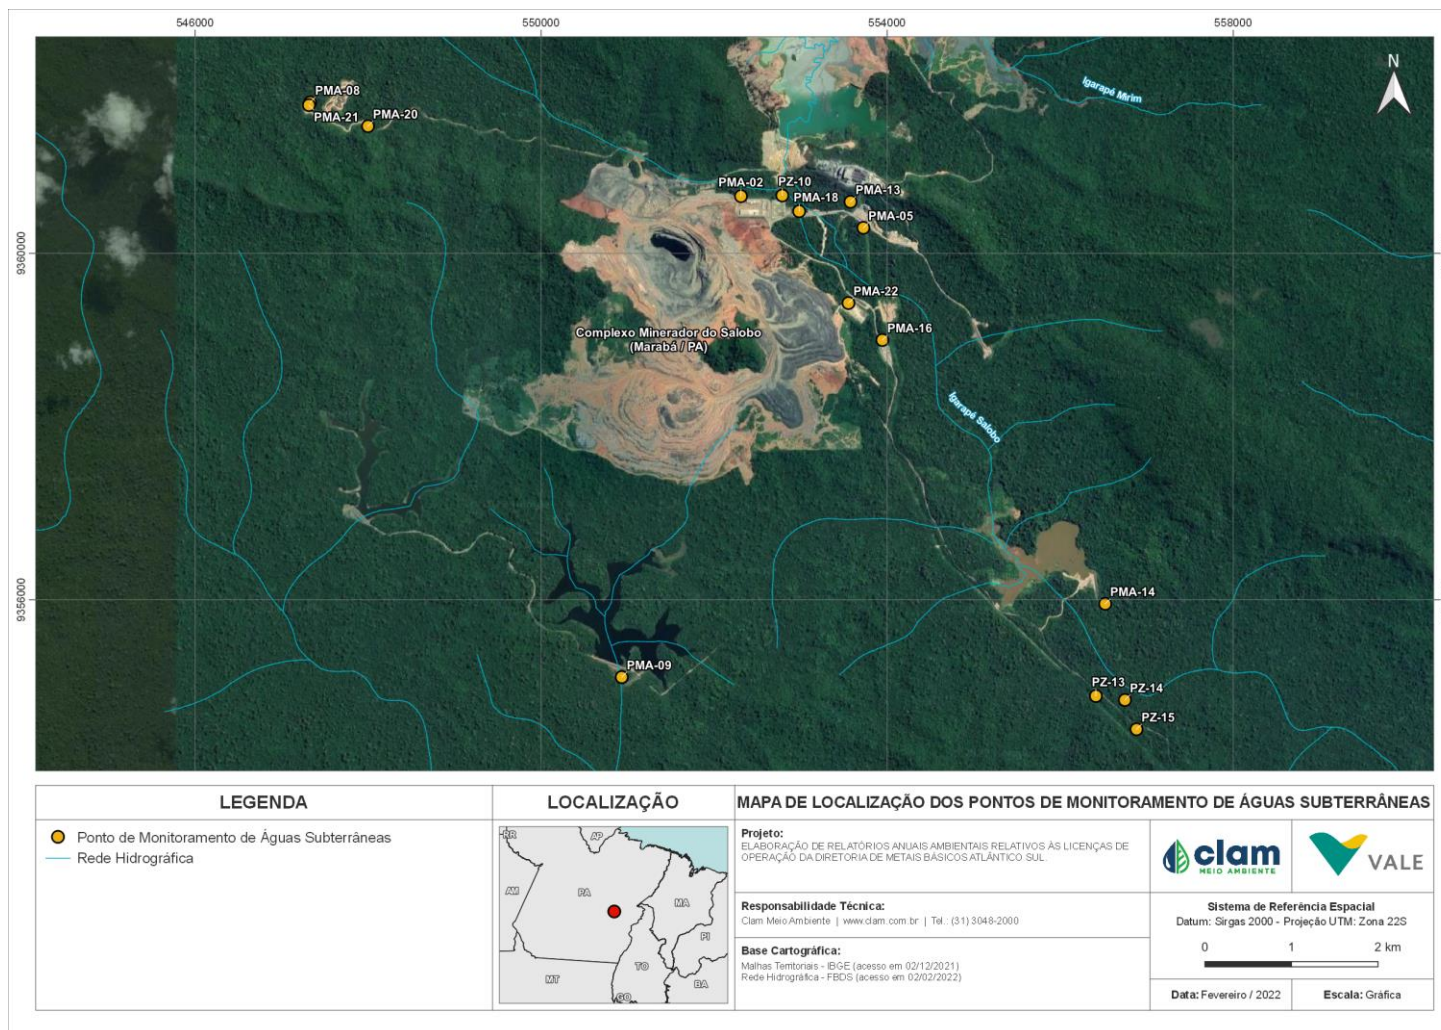 546000
550000
554000
558000
N
Igarapé Mirim
PMA-08
PMA-21
PMA-20
PMA-02
PZ-10
PMA-18
PMA-13
PMA-05
9360000
PMA-22
PMA-16
Complexo Minerador do Salobo
(Marabá / PA)
Igarapé Salobo
9356000
PMA-14
PMA-09
PZ-13
PZ-14
PZ-15
LEGENDA
Ponto de Monitoramento de Águas Subterrâneas
Rede Hidrográfica
LOCALIZAÇÃO
RR
AP
AM
PA
MA
PI
TO
MT
GO
BA
MAPA DE LOCALIZAÇÃO DOS PONTOS DE MONITORAMENTO DE ÁGUAS SUBTERRÂNEAS
Projeto:
ELABORAÇÃO DE RELATÓRIOS ANUAIS AMBIENTAIS RELATIVOS ÀS LICENÇAS DE
OPERAÇÃO DA DIRETORIA DE METAIS BÁSICOS ATLÂNTICO SUL.
Responsabilidade Técnica:
Clam Meio Ambiente | www.clam.com.br | Tel.: (31) 3048-2000
Base Cartográfica:
Malhas Territoriais - IBGE (acesso em 02/12/2021)
Rede Hidrográfica - FBDS (acesso em 02/02/2022)
clam
MEIO AMBIENTE
VALE
Sistema de Referência Espacial
Datum: Sirgas 2000 - Projeção UTM: Zona 22S
0 1 2 km
Data: Fevereiro / 2022
Escala: Gráfica